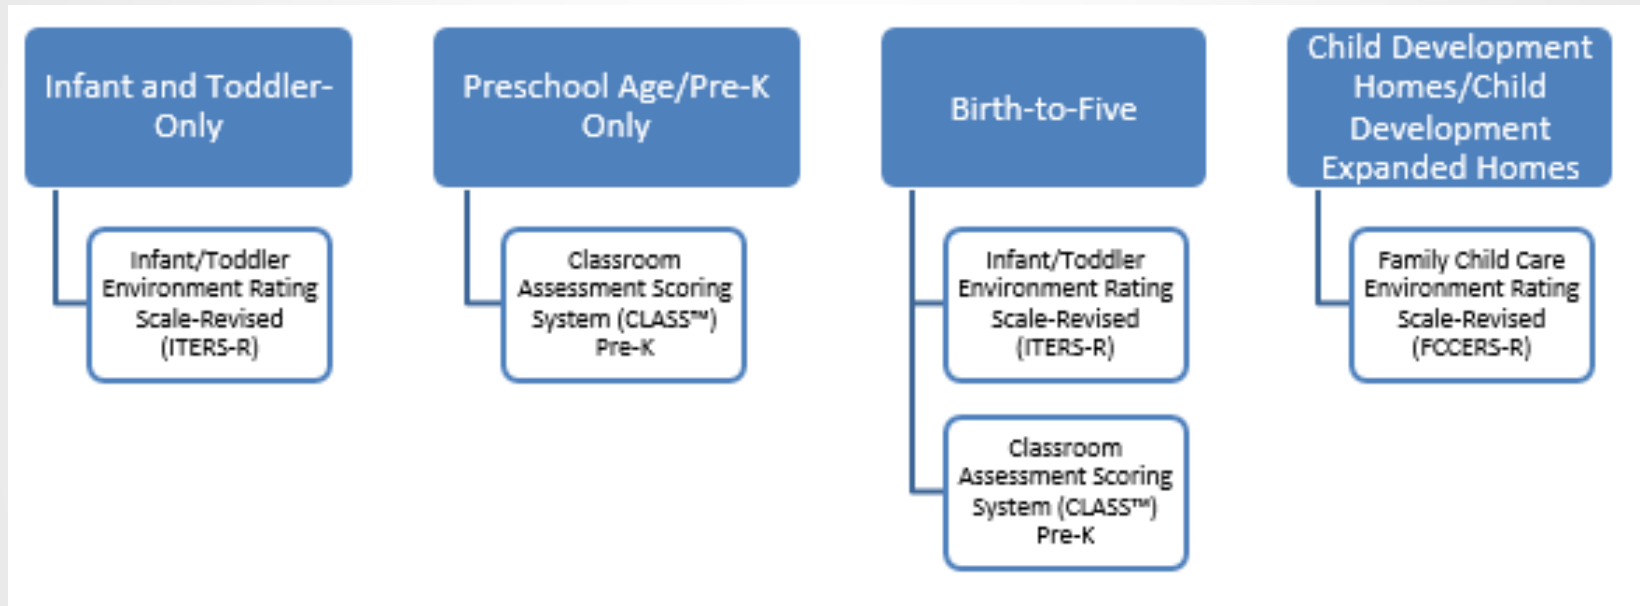 Infant and Toddler-
Only
Infant/Toddler
Environment Rating
Scale-Revised
(ITERS-R)
Preschool Age/Pre-K
Only
Classroom
Assessment Scoring
System (CLASS™)
Pre-K
Birth-to-Five
Infant/Toddler
Environment Rating
Scale-Revised
(ITERS-R)
Classroom
Assessment Scoring
System (CLASS™)
Pre-K
Child Development
Homes/Child
Development
Expanded Homes
Family Child Care
Environment Rating
Scale-Revised
(FCCERS-R)